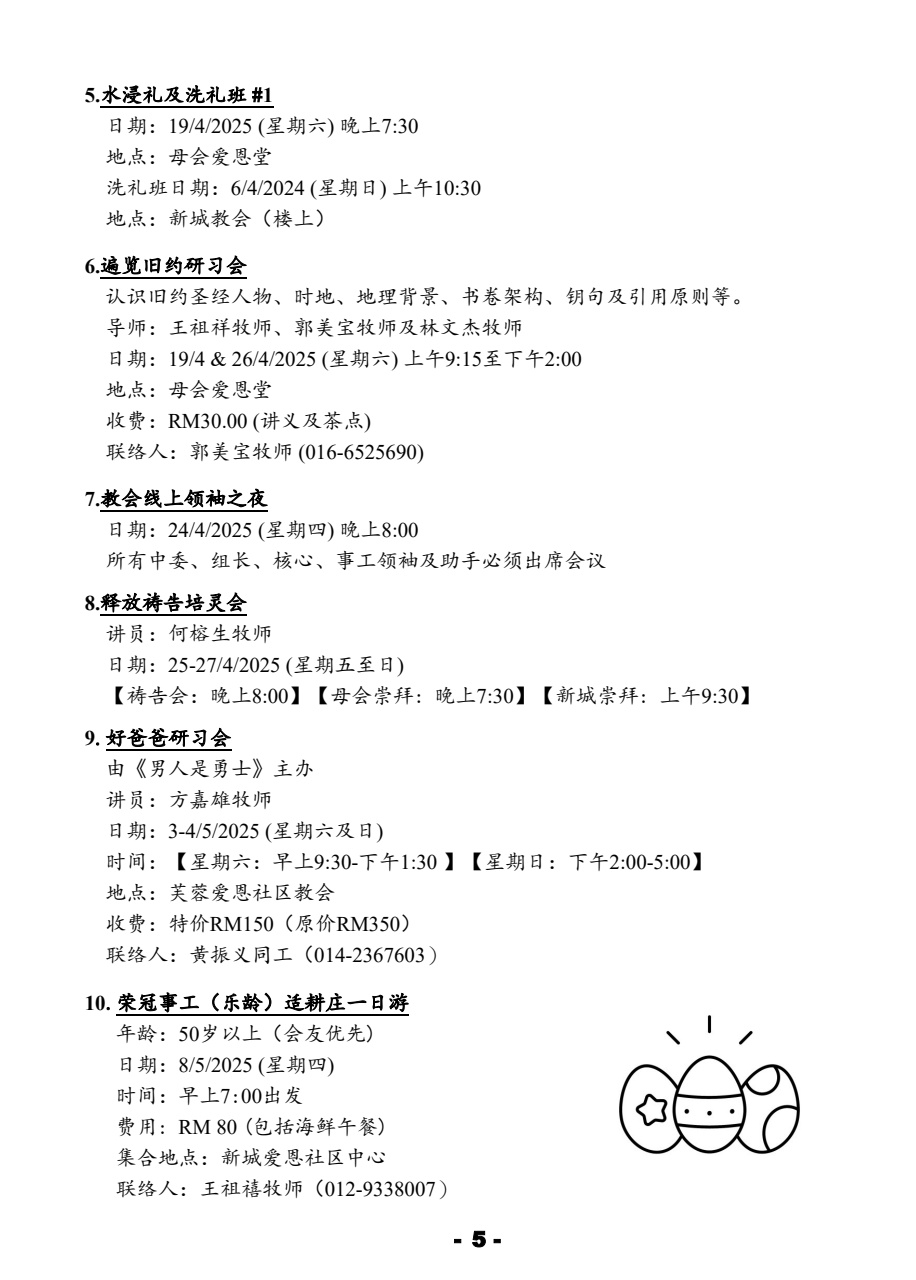 5.水浸礼及洗礼班 #1
日期：19/4/2025 (星期六) 晚上7:30
地点：母会爱恩堂
洗礼班日期：6/4/2024 (星期日) 上午10:30
地点：新城教会（楼上）
6.遍览旧约研习会
认识旧约圣经人物、时地、地理背景、书卷架构、钥句及引用原则等。
导师：王祖祥牧师、郭美宝牧师及林文杰牧师
日期：19/4 & 26/4/2025 (星期六) 上午9:15至下午2:00
地点：母会爱恩堂
收费：RM30.00 (讲义及茶点)
联络人：郭美宝牧师 (016-6525690)
7.教会线上领袖之夜
日期：24/4/2025 (星期四) 晚上8:00
所有中委、组长、核心、事工领袖及助手必须出席会议
8.释放祷告培灵会
讲员：何榕生牧师
日期：25-27/4/2025 (星期五至日)
【祷告会：晚上8:00】【母会崇拜：晚上7:30】【新城崇拜：上午9:30】
9. 好爸爸研习会
由《男人是勇士》主办
讲员：方嘉雄牧师
日期：3-4/5/2025 (星期六及日)
时间：【星期六：早上9:30-下午1:30 】【星期日：下午2:00-5:00】
地点：芙蓉爱恩社区教会
收费：特价RM150（原价RM350）
联络人：黄振义同工（014-2367603）
10. 荣冠事工（乐龄）适耕庄一日游
年龄：50岁以上（会友优先）
日期：8/5/2025 (星期四)
时间：早上7:00出发
费用：RM 80（包括海鲜午餐）
集合地点：新城爱恩社区中心
联络人：王祖禧牧师（012-9338007）
- 5 -